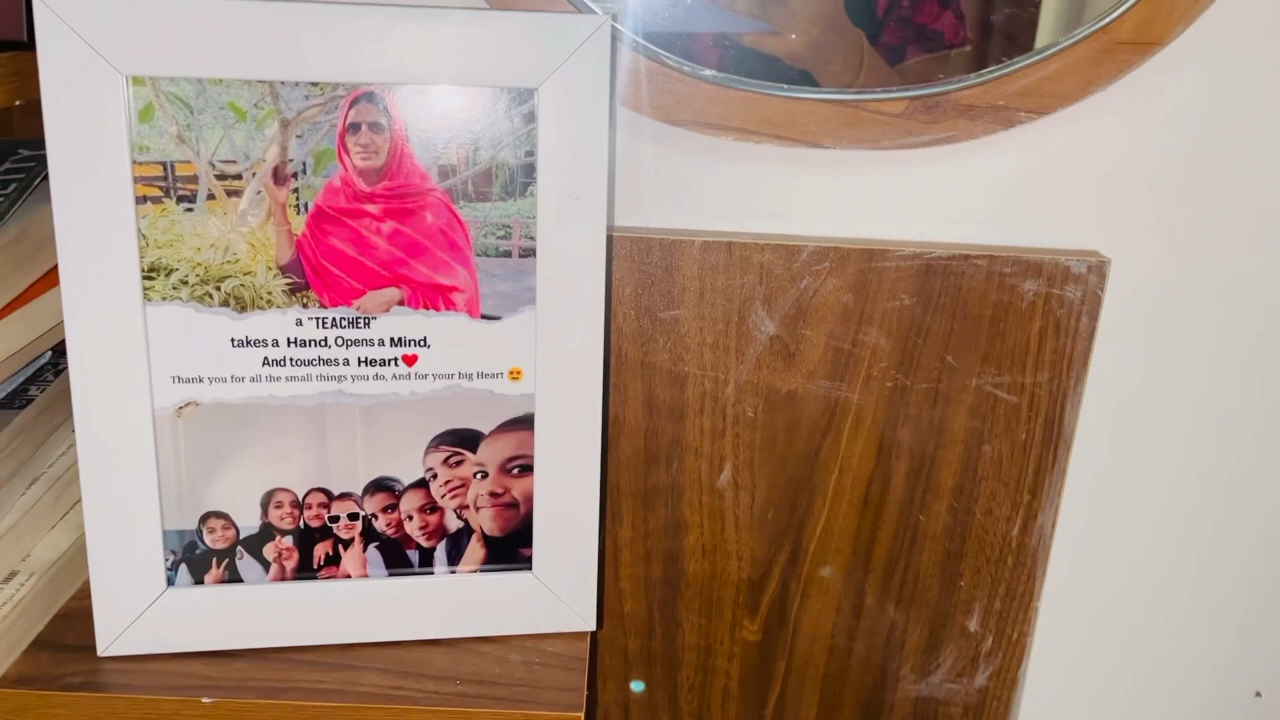 a "TEACHER"
takes a Hand, Opens a Mind,
And touches a Heart❤️
Thank you for all the small things you do, And for your big Heart 😍